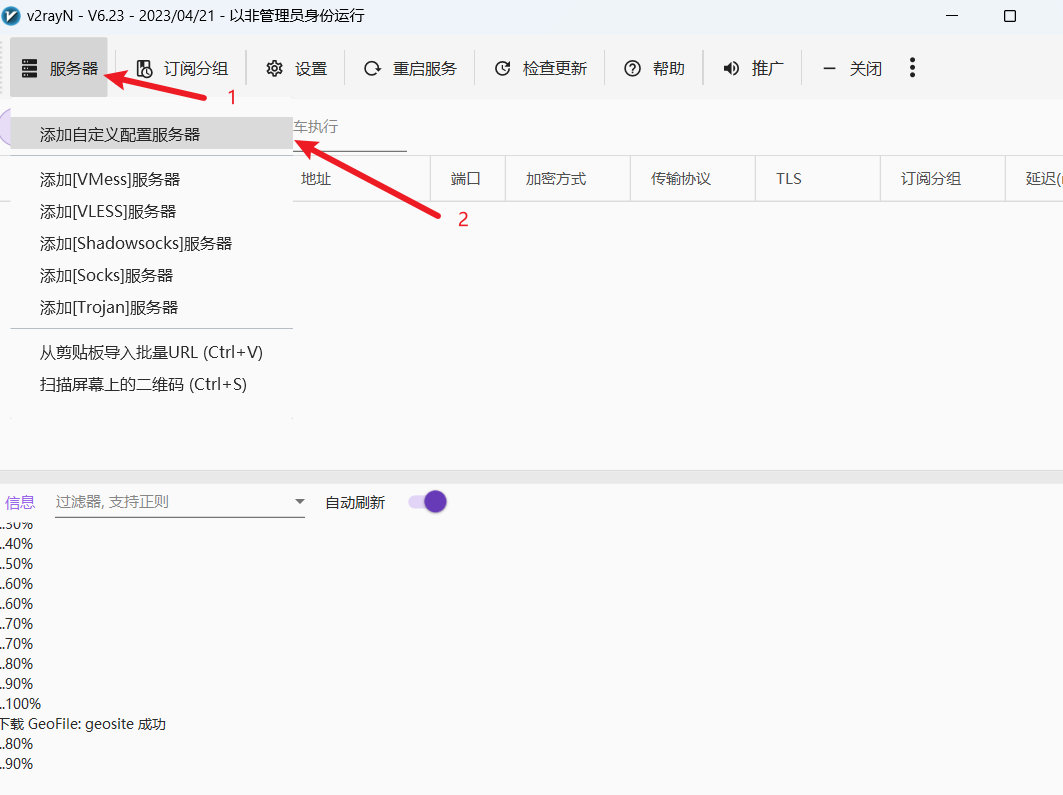 v2rayN - V6.23 - 2023/04/21 - 以非管理员身份运行
服务器 订阅分组 设置 重启服务 检查更新 帮助 推广 关闭
1
添加自定义配置服务器 车执行
添加[VMess]服务器 地址 端口 加密方式 传输协议 TLS 订阅分组 延迟(
添加[VLESS]服务器
2
添加[Shadowsocks]服务器
添加[Socks]服务器
添加[Trojan]服务器
从剪贴板导入批量URL (Ctrl+V)
扫描屏幕上的二维码 (Ctrl+S)
信息 过滤器, 支持正则 自动刷新
..30%
..40%
..50%
..60%
..60%
..70%
..70%
..80%
..90%
..100%
下载 GeoFile: geosite 成功
..80%
..90%